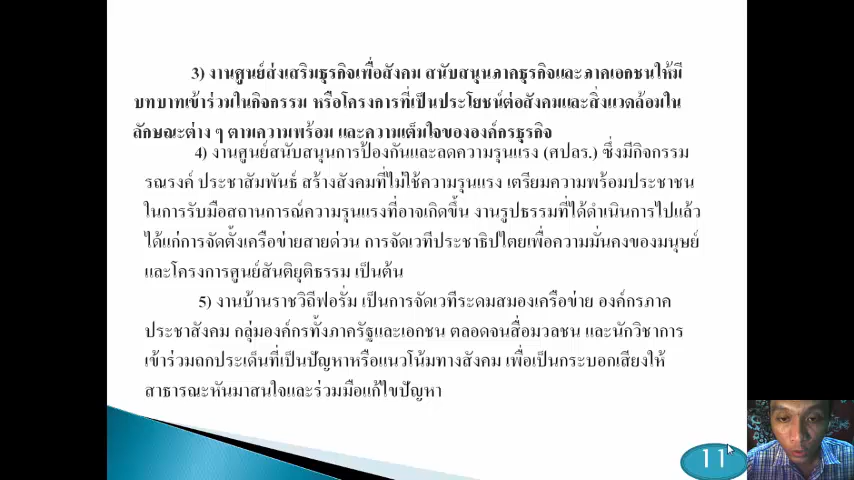 3) งานศูนย์ส่งเสริมธุรกิจเพื่อสังคม สนับสนุนภาคธุรกิจและภาคเอกชนให้มี
บทบาทเข้าร่วมในกิจกรรม หรือโครงการที่เป็นประโยชน์ต่อสังคมและสิ่งแวดล้อมใน
ลักษณะต่าง ๆ ตามความพร้อม และความเต็มใจขององค์กรธุรกิจ
4) งานศูนย์สนับสนุนการป้องกันและลดความรุนแรง (ศปลร.) ซึ่งมีกิจกรรม
รณรงค์ ประชาสัมพันธ์ สร้างสังคมที่ไม่ใช้ความรุนแรง เตรียมความพร้อมประชาชน
ในการรับมือสถานการณ์ความรุนแรงที่อาจเกิดขึ้น งานรูปธรรมที่ได้ดำเนินการไปแล้ว
ได้แก่การจัดตั้งเครือข่ายสายด่วน การจัดเวทีประชาธิปไตยเพื่อความมั่นคงของมนุษย์
และโครงการศูนย์สันติยุติธรรม เป็นต้น
5) งานบ้านราชวิถีฟอรั่ม เป็นการจัดเวทีระดมสมองเครือข่าย องค์กรภาค
ประชาสังคม กลุ่มองค์กรทั้งภาครัฐและเอกชน ตลอดจนสื่อมวลชน และนักวิชาการ
เข้าร่วมถกประเด็นที่เป็นปัญหาหรือแนวโน้มทางสังคม เพื่อเป็นกระบอกเสียงให้
สาธารณะหันมาสนใจและร่วมมือแก้ไขปัญหา
11